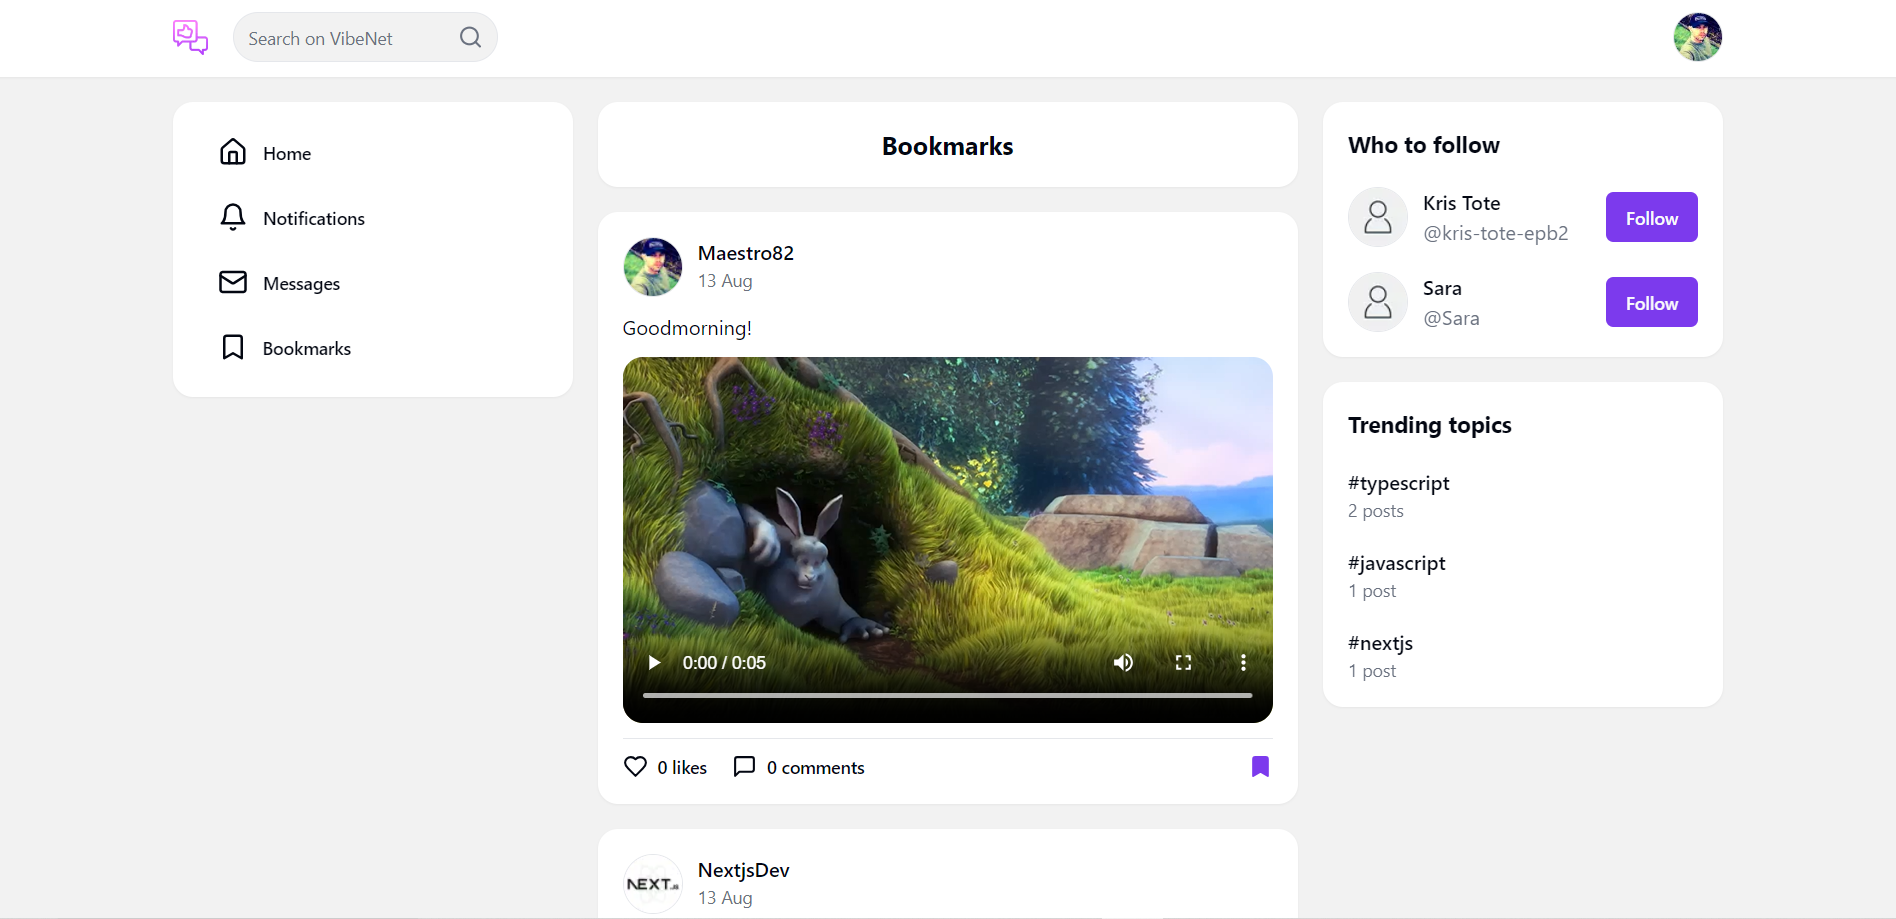 Search on VibeNet
Home
Notifications
Messages
Bookmarks
Bookmarks
Maestro82
13 Aug
Goodmorning!
0:00 / 0:05
0 likes
0 comments
NEXT.JS
NextjsDev
13 Aug
Who to follow
Kris Tote
@kris-tote-epb2
Follow
Sara
@Sara
Follow
Trending topics
#typescript
2 posts
#javascript
1 post
#nextjs
1 post